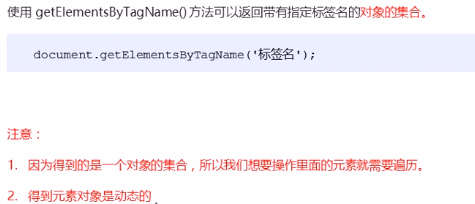 使用 getElementsByTagName() 方法可以返回带有指定标签名的对象的集合。
document.getElementsByTagName('标签名');
注意：
1. 因为得到的是一个对象的集合，所以我们想要操作里面的元素就需要遍历。
2. 得到元素对象是动态的